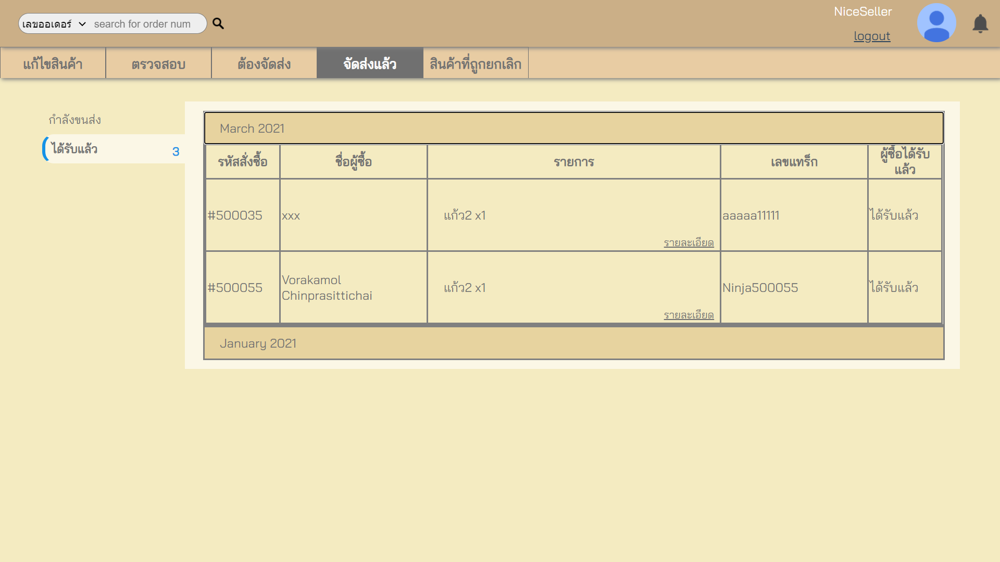 เลขออเดอร์ search for order num
NiceSeller
logout
แก้ไขสินค้า ตรวจสอบ ต้องจัดส่ง จัดส่งแล้ว สินค้าที่ถูกยกเลิก
กำลังขนส่ง
ได้รับแล้ว 3
March 2021
รหัสสั่งซื้อ ชื่อผู้ซื้อ รายการ เลขแทร็ก ผู้ซื้อได้รับ
แล้ว
#500035 xxx แก้ว2 x1 aaaaa11111 ได้รับแล้ว
รายละเอียด
#500055 Vorakamol
Chinprasittichai แก้ว2 x1 Ninja500055 ได้รับแล้ว
รายละเอียด
January 2021